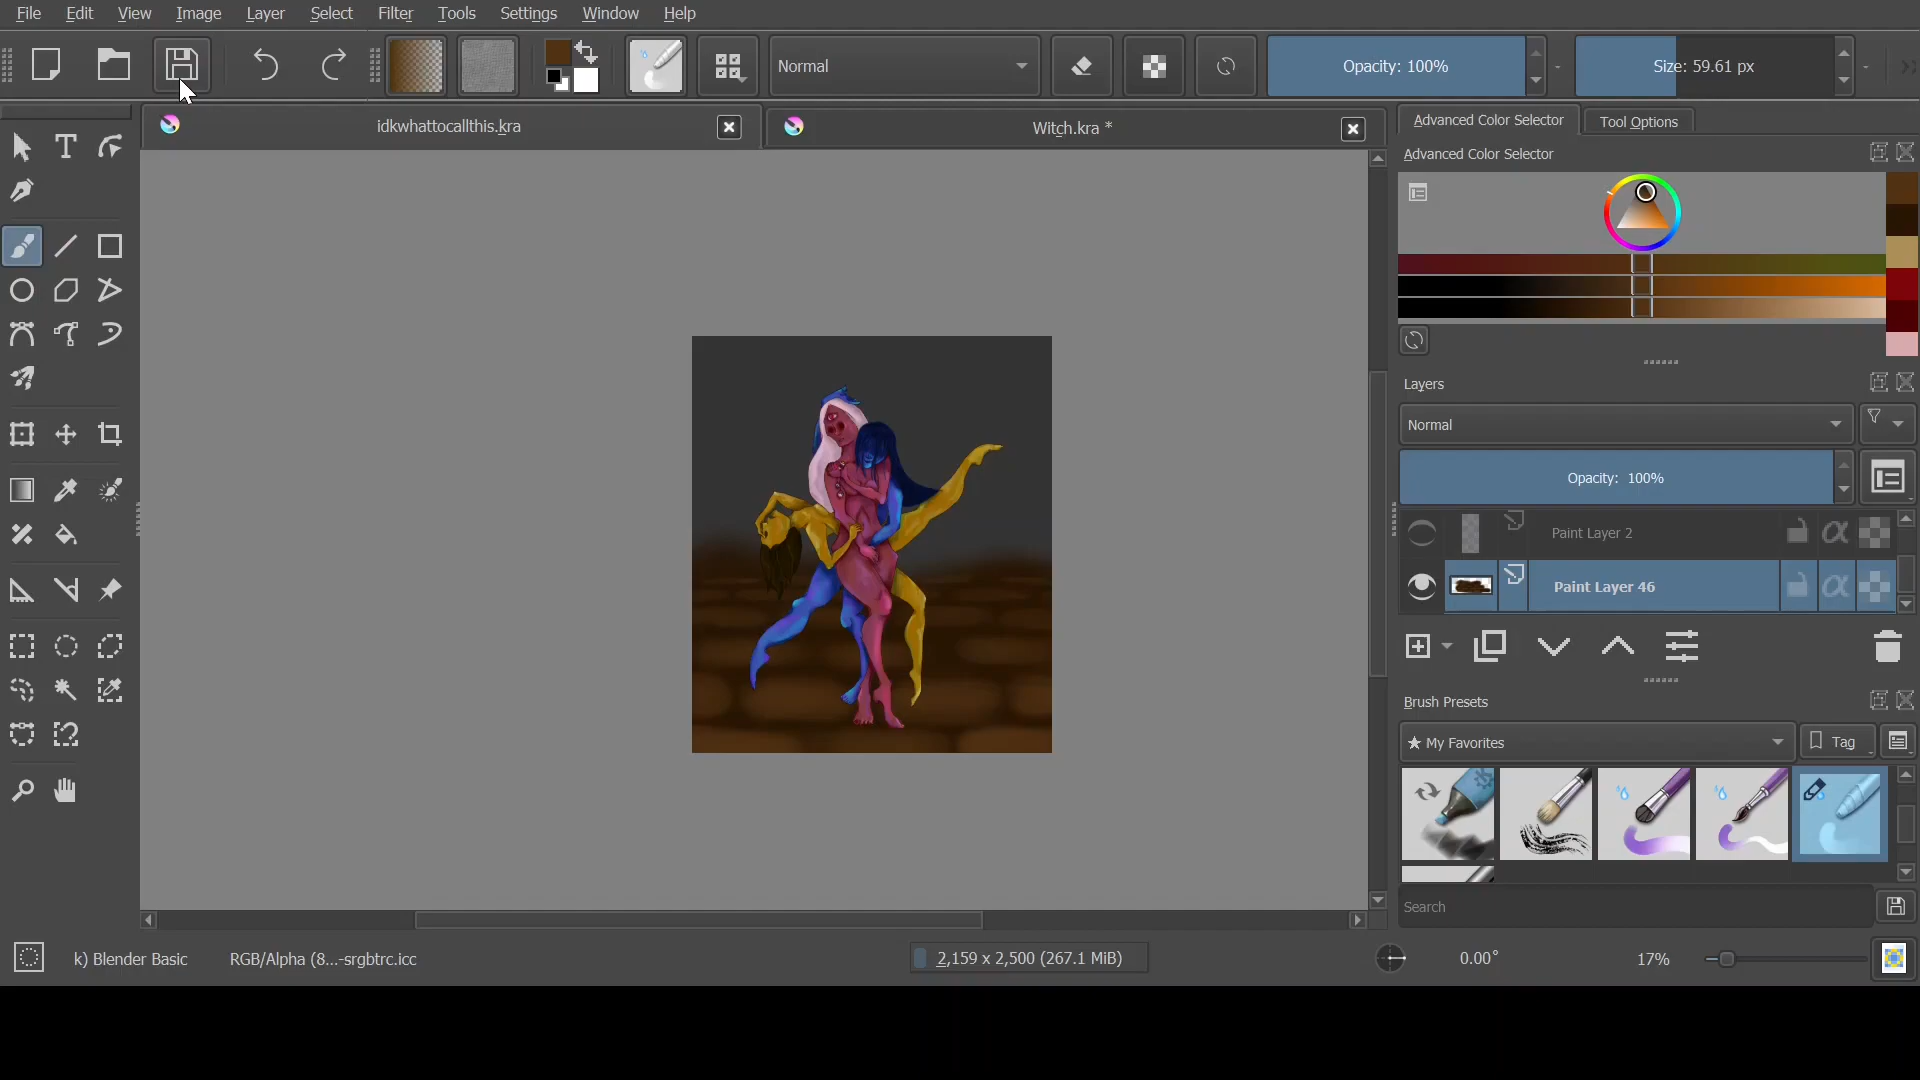 File Edit View Image Layer Select Filter Tools Settings Window Help
Normal Opacity: 100% Size: 59.61 px
idkwhattocallthis.kra Witch.kra *
Advanced Color Selector Tool Options
Advanced Color Selector
Layers
Normal
Opacity: 100%
Paint Layer 2
Paint Layer 46
Brush Presets
★ My Favorites Tag
Search
k) Blender Basic RGB/Alpha (8...-srgbtrc.icc 2,159 x 2,500 (267.1 MiB) 0.00° 17%